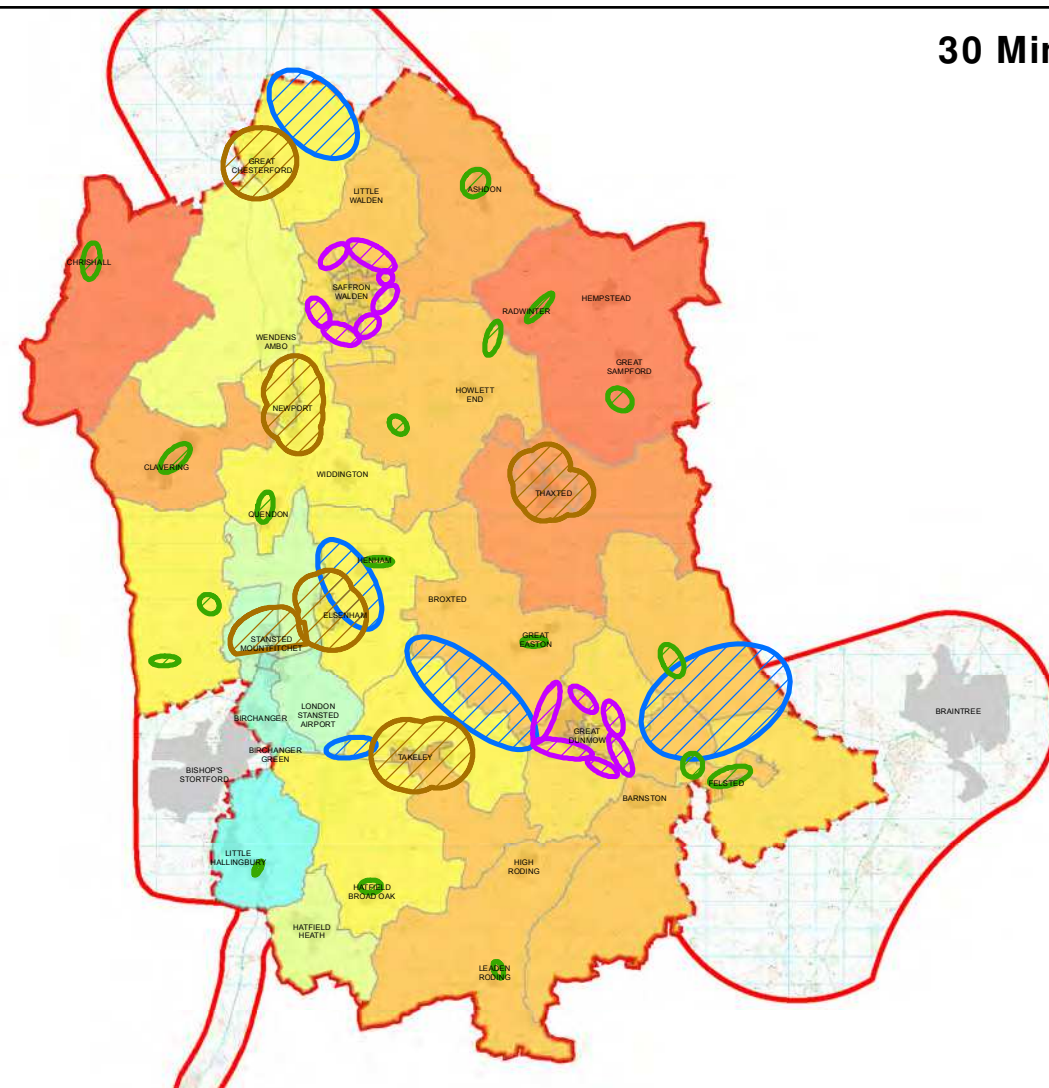 30 Min
GREAT
CHESTERFORD
LITTLE
WALDEN
ASHDON
CHRISHALL
SAFFRON
WALDEN
HEMPSTEAD
RADWINTER
WENDENS
AMBO
GREAT
SAMPFORD
HOWLETT
END
NEWPORT
CLAVERING
WIDDINGTON
THAXTED
QUENDON
HENHAM
BROXTED
ELSENHAM
GREAT
EASTON
STANSTED
MOUNTFITCHET
LONDON
STANSTED
AIRPORT
BIRCHANGER
BRAINTREE
GREAT
DUNMOW
BIRCHANGER
GREEN
TAKELEY
BISHOP'S
STORTFORD
FELSTED
BARNSTON
LITTLE
HALLINGBURY
HIGH
RODING
HATFIELD
BROAD OAK
HATFIELD
HEATH
LEADEN
RODING